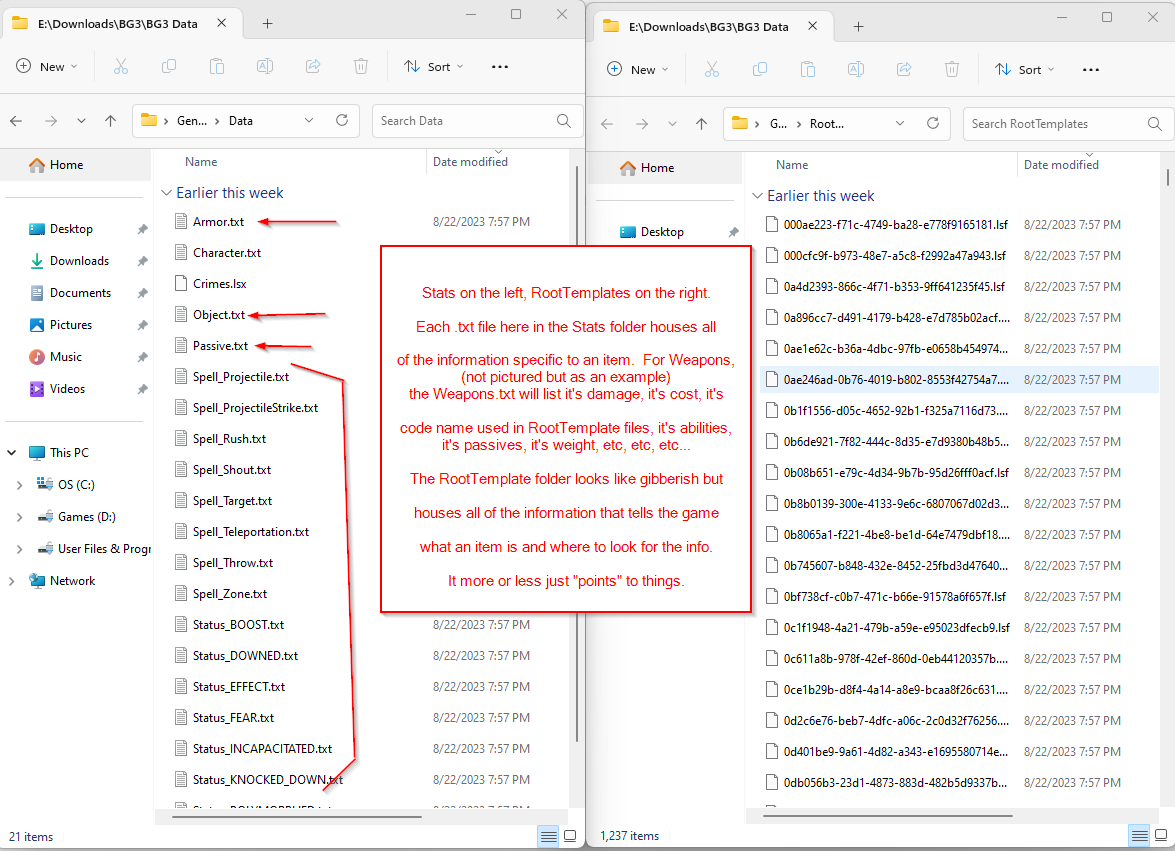 E:\Downloads\BG3\BG3 Data
New
Sort
Gen... > Data
Search Data
Home
Desktop
Downloads
Documents
Pictures
Music
Videos
This PC
OS (C:)
Games (D:)
User Files & Progr
Network
Name
Date modified
Earlier this week
Armor.txt 8/22/2023 7:57 PM
Character.txt
Crimes.lsx
Object.txt
Passive.txt
Spell_Projectile.txt
Spell_ProjectileStrike.txt
Spell_Rush.txt
Spell_Shout.txt
Spell_Target.txt
Spell_Teleportation.txt
Spell_Throw.txt
Spell_Zone.txt
Status_BOOST.txt 8/22/2023 7:57 PM
Status_DOWNED.txt 8/22/2023 7:57 PM
Status_EFFECT.txt 8/22/2023 7:57 PM
Status_FEAR.txt 8/22/2023 7:57 PM
Status_INCAPACITATED.txt 8/22/2023 7:57 PM
Status_KNOCKED_DOWN.txt 8/22/2023 7:57 PM
21 items
Stats on the left, RootTemplates on the right.
Each .txt file here in the Stats folder houses all
of the information specific to an item. For Weapons,
(not pictured but as an example)
the Weapons.txt will list it's damage, it's cost, it's
code name used in RootTemplate files, it's abilities,
it's passives, it's weight, etc, etc, etc...
The RootTemplate folder looks like gibberish but
houses all of the information that tells the game
what an item is and where to look for the info.
It more or less just "points" to things.
E:\Downloads\BG3\BG3 Data
New
Sort
G... > Root...
Search RootTemplates
Home
Desktop
Name
Date modified
Earlier this week
000ae223-f71c-4749-ba28-e778f9165181.lsf 8/22/2023 7:57 PM
000cfc9f-b973-48e7-a5c8-f2992a47a943.lsf 8/22/2023 7:57 PM
0a4d2393-866c-4f71-b353-9ff641235f45.lsf 8/22/2023 7:57 PM
0a896cc7-d491-4179-b428-e7d785b02acf.... 8/22/2023 7:57 PM
0ae1e62c-b36a-4dbc-97fb-e0658b454974... 8/22/2023 7:57 PM
0ae246ad-0b76-4019-b802-8553f42754a7.... 8/22/2023 7:57 PM
0b1f1556-d05c-4652-92b1-f325a7116d73.... 8/22/2023 7:57 PM
0b6de921-7f82-444c-8d35-e7d9380b48b5... 8/22/2023 7:57 PM
0b08b651-e79c-4d34-9b7b-95d26fff0acf.lsf 8/22/2023 7:57 PM
0b8b0139-300e-4133-9e6c-6807067d02d3... 8/22/2023 7:57 PM
0b8065a1-f221-4be8-be1d-64e7479dbf18.... 8/22/2023 7:57 PM
0b745607-b848-432e-8452-25fbd3d47640... 8/22/2023 7:57 PM
0bf738cf-c0b7-471c-b66e-91578a6f657f.lsf 8/22/2023 7:57 PM
0c1f1948-4a21-479b-a59e-e95023dfecb9.lsf 8/22/2023 7:57 PM
0c611a8b-978f-42ef-860d-0eb44120357b.... 8/22/2023 7:57 PM
0ce1b29b-d8f4-4a14-a8e9-bcaa8f26c631.... 8/22/2023 7:57 PM
0d2c6e76-beb7-4dfc-a06c-2c0d32f76256.... 8/22/2023 7:57 PM
0d401be9-9a61-4d82-a343-e1695580714e... 8/22/2023 7:57 PM
0db056b3-23d1-4873-883d-482b5d9337b... 8/22/2023 7:57 PM
1,237 items